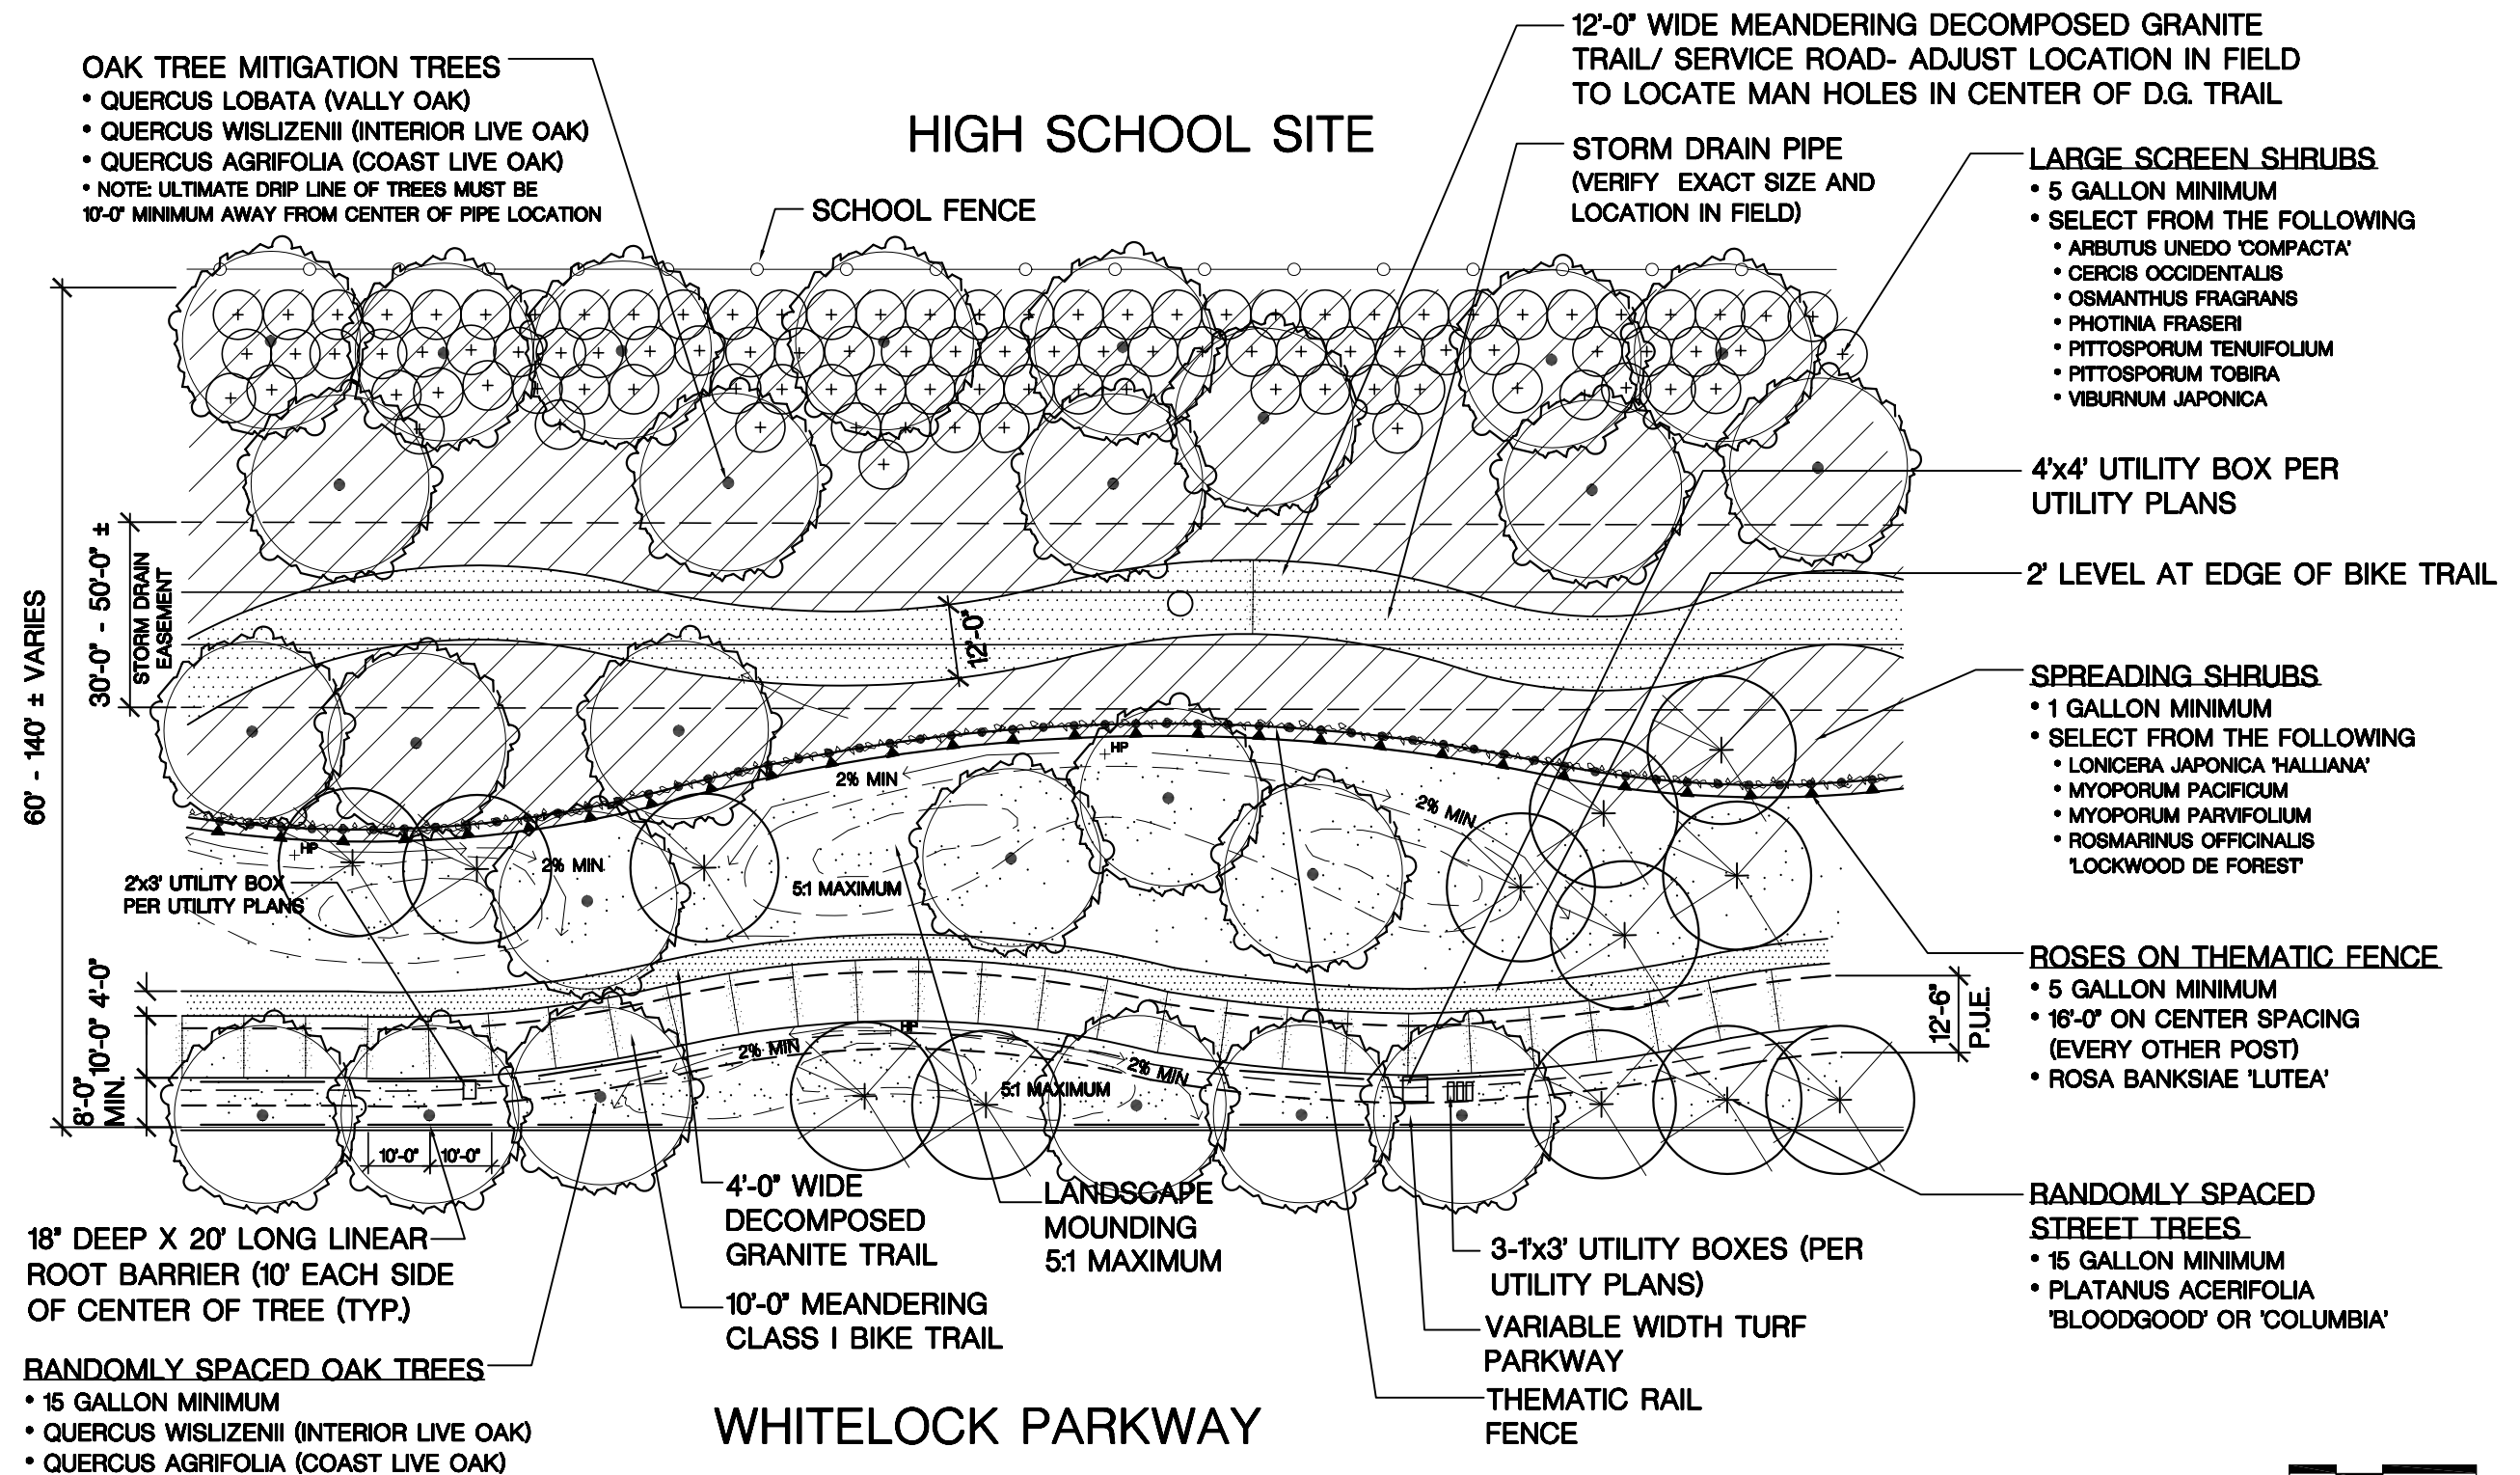 12'-0" WIDE MEANDERING DECOMPOSED GRANITE
TRAIL/ SERVICE ROAD- ADJUST LOCATION IN FIELD
TO LOCATE MAN HOLES IN CENTER OF D.G. TRAIL
OAK TREE MITIGATION TREES
• QUERCUS LOBATA (VALLY OAK)
• QUERCUS WISLIZENII (INTERIOR LIVE OAK)
• QUERCUS AGRIFOLIA (COAST LIVE OAK)
• NOTE: ULTIMATE DRIP LINE OF TREES MUST BE
10'-0" MINIMUM AWAY FROM CENTER OF PIPE LOCATION
HIGH SCHOOL SITE
SCHOOL FENCE
STORM DRAIN PIPE
(VERIFY EXACT SIZE AND
LOCATION IN FIELD)
LARGE SCREEN SHRUBS
• 5 GALLON MINIMUM
• SELECT FROM THE FOLLOWING
• ARBUTUS UNEDO 'COMPACTA'
• CERCIS OCCIDENTALIS
• OSMANTHUS FRAGRANS
• PHOTINIA FRASERI
• PITTOSPORUM TENUIFOLIUM
• PITTOSPORUM TOBIRA
• VIBURNUM JAPONICA
4'x4' UTILITY BOX PER
UTILITY PLANS
2' LEVEL AT EDGE OF BIKE TRAIL
SPREADING SHRUBS
• 1 GALLON MINIMUM
• SELECT FROM THE FOLLOWING
• LONICERA JAPONICA 'HALLIANA'
• MYOPORUM PACIFICUM
• MYOPORUM PARVIFOLIUM
• ROSMARINUS OFFICINALIS
'LOCKWOOD DE FOREST'
ROSES ON THEMATIC FENCE
• 5 GALLON MINIMUM
• 16'-0" ON CENTER SPACING
(EVERY OTHER POST)
• ROSA BANKSIAE 'LUTEA'
RANDOMLY SPACED
STREET TREES
• 15 GALLON MINIMUM
• PLATANUS ACERIFOLIA
'BLOODGOOD' OR 'COLUMBIA'
60' - 140' ± VARIES
30'-0" - 50'-0" ±
STORM DRAIN
EASEMENT
12'-0"
HP
2% MIN
2% MIN
HP
2% MIN
5:1 MAXIMUM
2'x3' UTILITY BOX
PER UTILITY PLANS
4'-0"
10'-0"
8'-0"
MIN.
12'-6"
P.U.E.
HP
2% MIN
2% MIN
5:1 MAXIMUM
10'-0"
10'-0"
18" DEEP X 20' LONG LINEAR
ROOT BARRIER (10' EACH SIDE
OF CENTER OF TREE (TYP.)
4'-0" WIDE
DECOMPOSED
GRANITE TRAIL
LANDSCAPE
MOUNDING
5:1 MAXIMUM
10'-0" MEANDERING
CLASS I BIKE TRAIL
3-1'x3' UTILITY BOXES (PER
UTILITY PLANS)
VARIABLE WIDTH TURF
PARKWAY
THEMATIC RAIL
FENCE
RANDOMLY SPACED OAK TREES
• 15 GALLON MINIMUM
• QUERCUS WISLIZENII (INTERIOR LIVE OAK)
• QUERCUS AGRIFOLIA (COAST LIVE OAK)
WHITELOCK PARKWAY